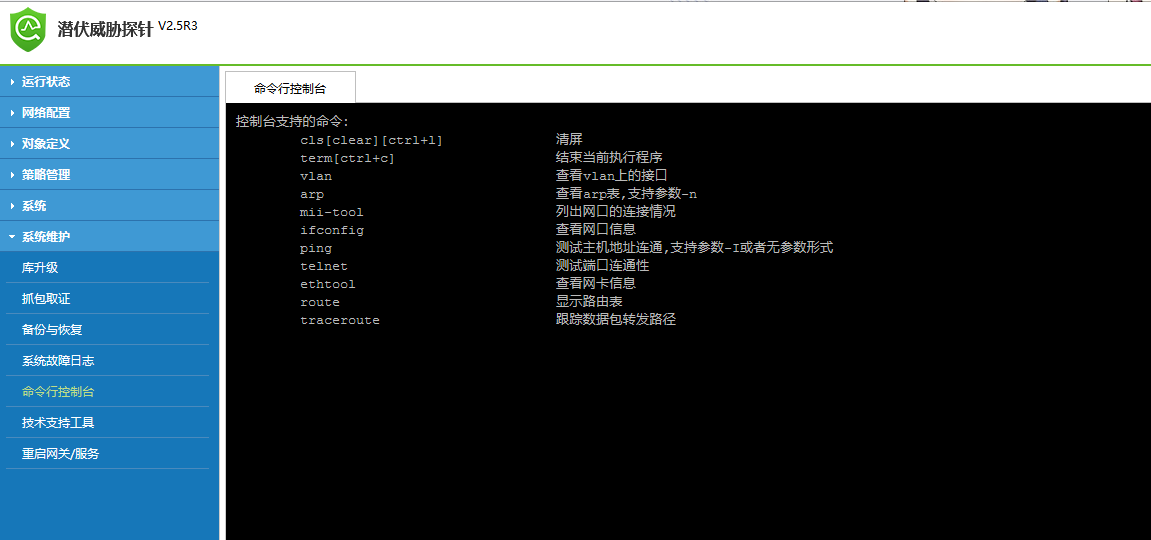 潜伏威胁探针 V2.5R3
运行状态
网络配置
对象定义
策略管理
系统
系统维护
库升级
抓包取证
备份与恢复
系统故障日志
命令行控制台
技术支持工具
重启网关/服务
命令行控制台
控制台支持的命令:
cls[clear][ctrl+l] 清屏
term[ctrl+c] 结束当前执行程序
vlan 查看vlan上的接口
arp 查看arp表,支持参数-n
mii-tool 列出网口的连接情况
ifconfig 查看网口信息
ping 测试主机地址连通,支持参数-I或者无参数形式
telnet 测试端口连通性
ethtool 查看网卡信息
route 显示路由表
traceroute 跟踪数据包转发路径